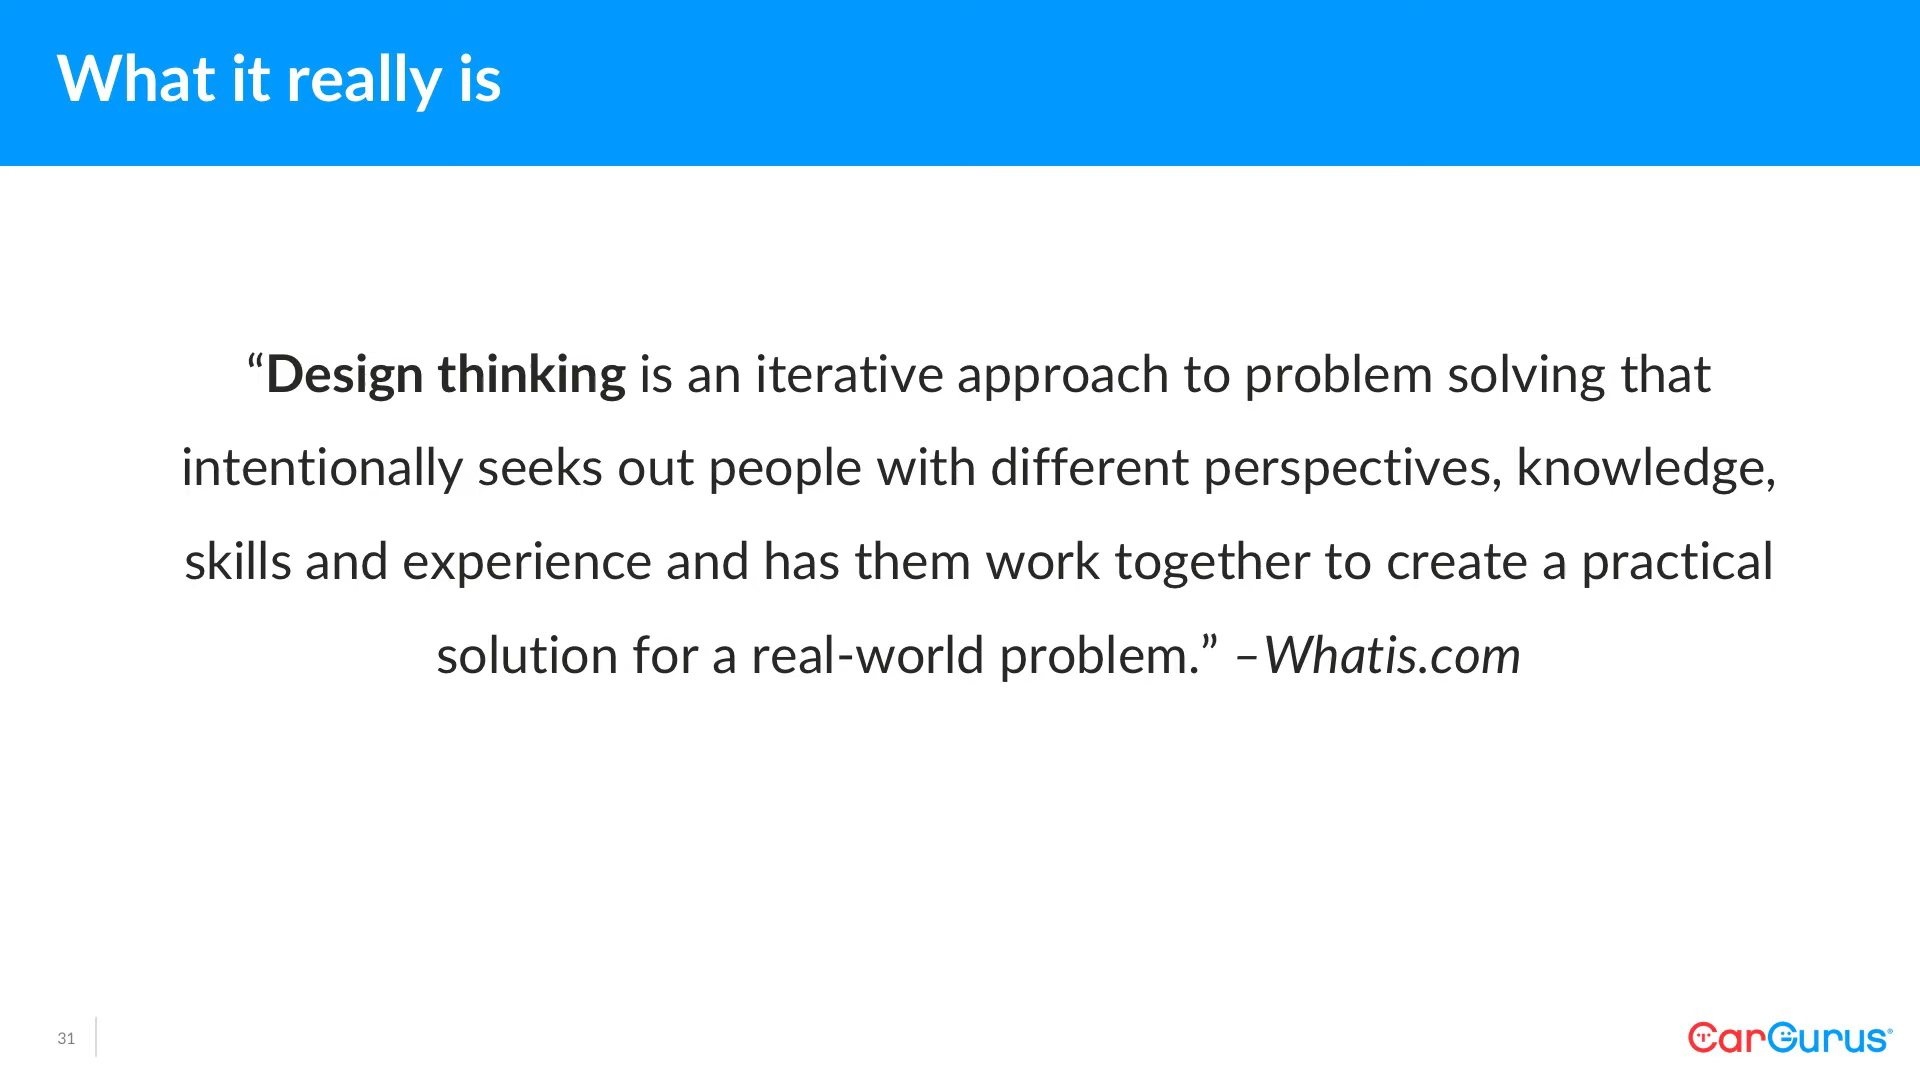 What it really is
“Design thinking is an iterative approach to problem solving that
intentionally seeks out people with different perspectives, knowledge,
skills and experience and has them work together to create a practical
solution for a real-world problem.” –Whatis.com
31
CarGurus®